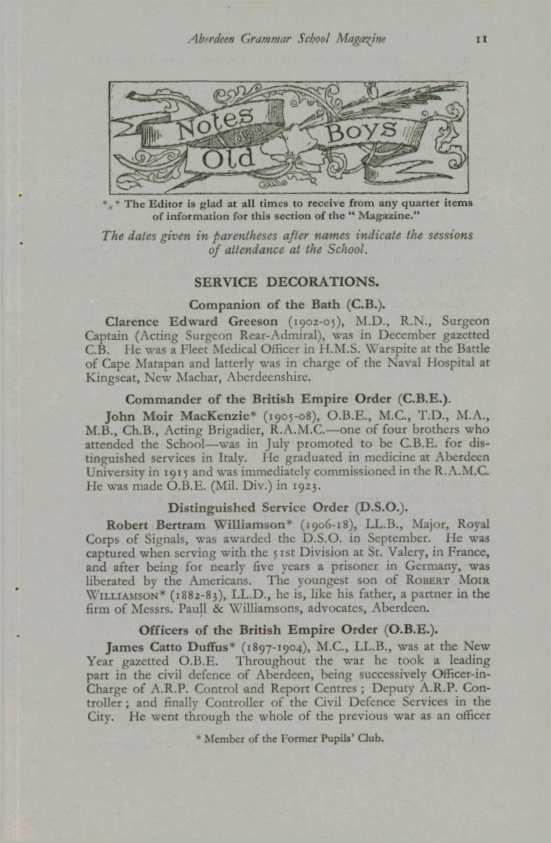 Aberdeen Grammar School Magazine 11
Notes
Old
Boys
*** The Editor is glad at all times to receive from any quarter items
of information for this section of the “ Magazine.”
The dates given in parentheses after names indicate the sessions
of attendance at the School.
SERVICE DECORATIONS.
Companion of the Bath (C.B.).
Clarence Edward Greeson (1902-05), M.D., R.N., Surgeon
Captain (Acting Surgeon Rear-Admiral), was in December gazetted
C.B. He was a Fleet Medical Officer in H.M.S. Warspite at the Battle
of Cape Matapan and latterly was in charge of the Naval Hospital at
Kingseat, New Machar, Aberdeenshire.
Commander of the British Empire Order (C.B.E.).
John Moir MacKenzie* (1905-08), O.B.E., M.C., T.D., M.A.,
M.B., Ch.B., Acting Brigadier, R.A.M.C.—one of four brothers who
attended the School—was in July promoted to be C.B.E. for dis-
tinguished services in Italy. He graduated in medicine at Aberdeen
University in 1915 and was immediately commissioned in the R.A.M.C.
He was made O.B.E. (Mil. Div.) in 1923.
Distinguished Service Order (D.S.O.).
Robert Bertram Williamson* (1906-18), LL.B., Major, Royal
Corps of Signals, was awarded the D.S.O. in September. He was
captured when serving with the 51st Division at St. Valery, in France,
and after being for nearly five years a prisoner in Germany, was
liberated by the Americans. The youngest son of ROBERT MOIR
WILLIAMSON* (1882-83), LL.D., he is, like his father, a partner in the
firm of Messrs. Paull & Williamsons, advocates, Aberdeen.
Officers of the British Empire Order (O.B.E.).
James Catto Duffus* (1897-1904), M.C., LL.B., was at the New
Year gazetted O.B.E. Throughout the war he took a leading
part in the civil defence of Aberdeen, being successively Officer-in-
Charge of A.R.P. Control and Report Centres ; Deputy A.R.P. Con-
troller ; and finally Controller of the Civil Defence Services in the
City. He went through the whole of the previous war as an officer
* Member of the Former Pupils’ Club.